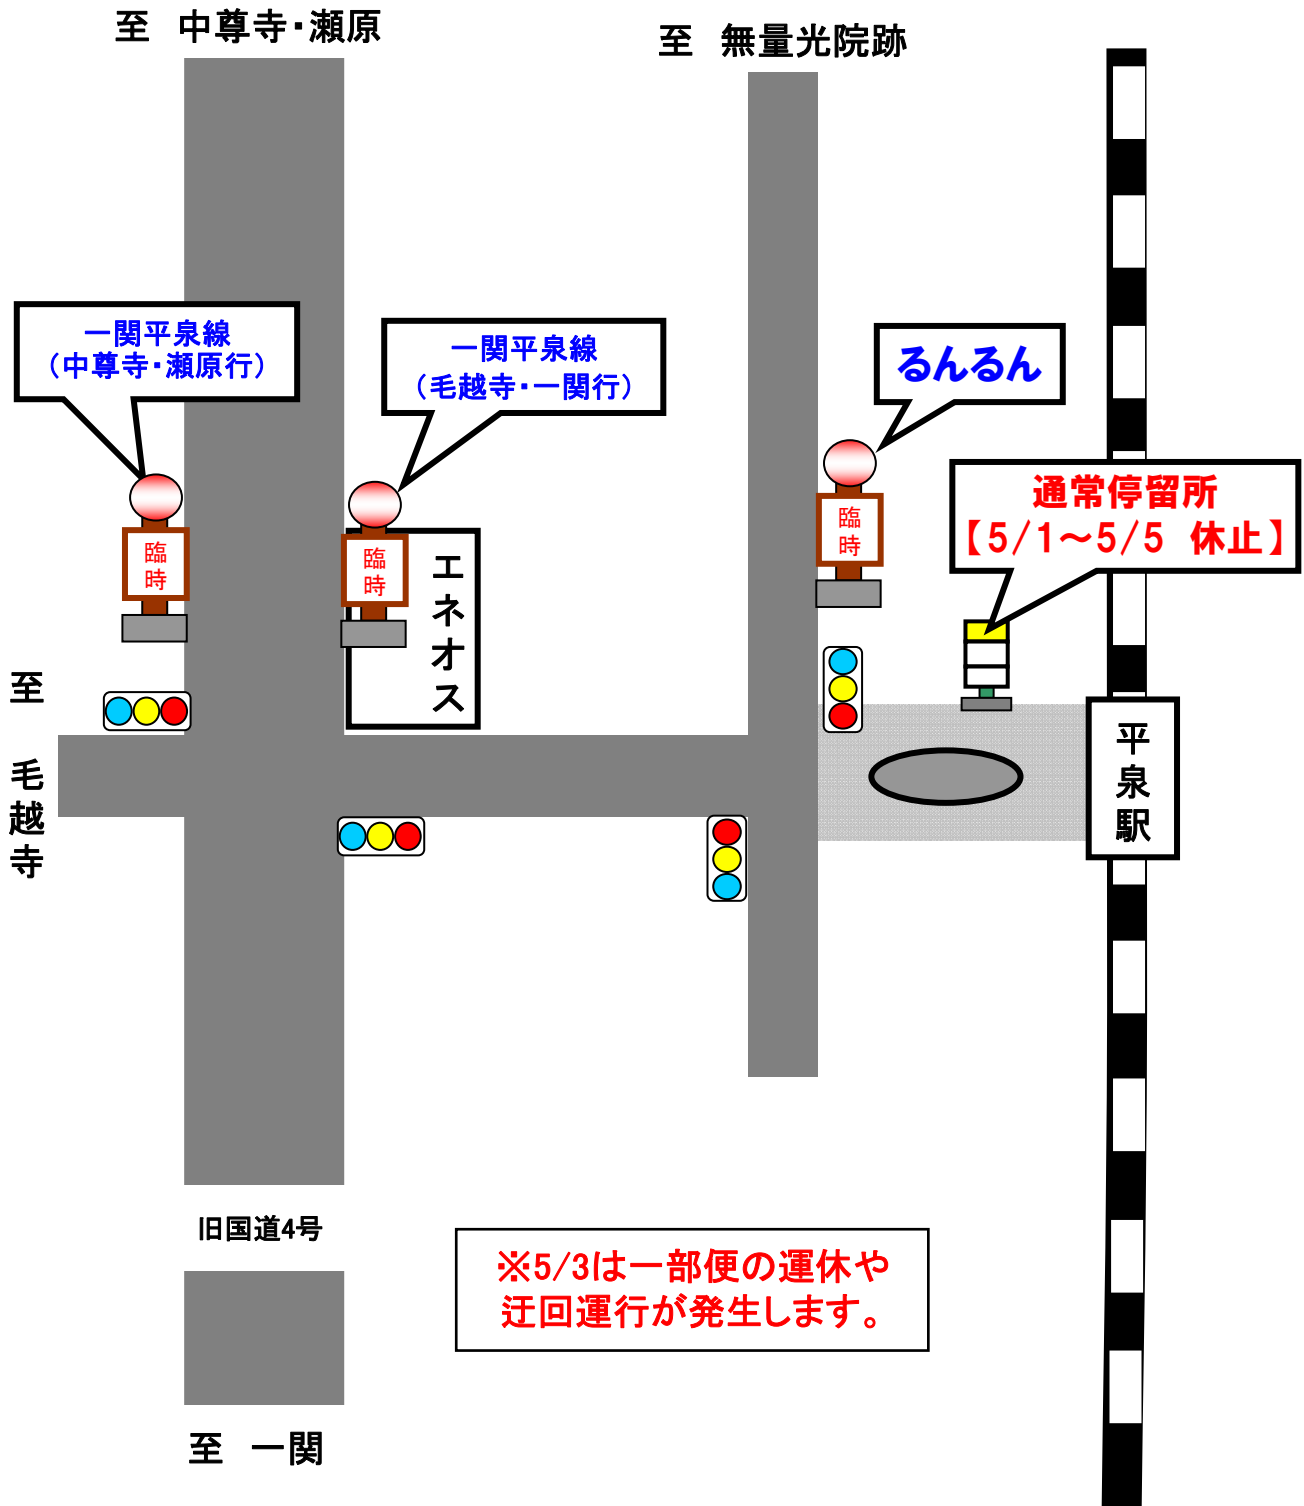 至　中尊寺・瀬原
至　無量光院跡
一関平泉線
（中尊寺・瀬原行）
一関平泉線
（毛越寺・一関行）
るんるん
通常停留所
【5/1～5/5　休止】
臨時
臨時
臨時
エネオス
至　毛越寺
平泉駅
旧国道4号
※5/3は一部便の運休や
迂回運行が発生します。
至　一関